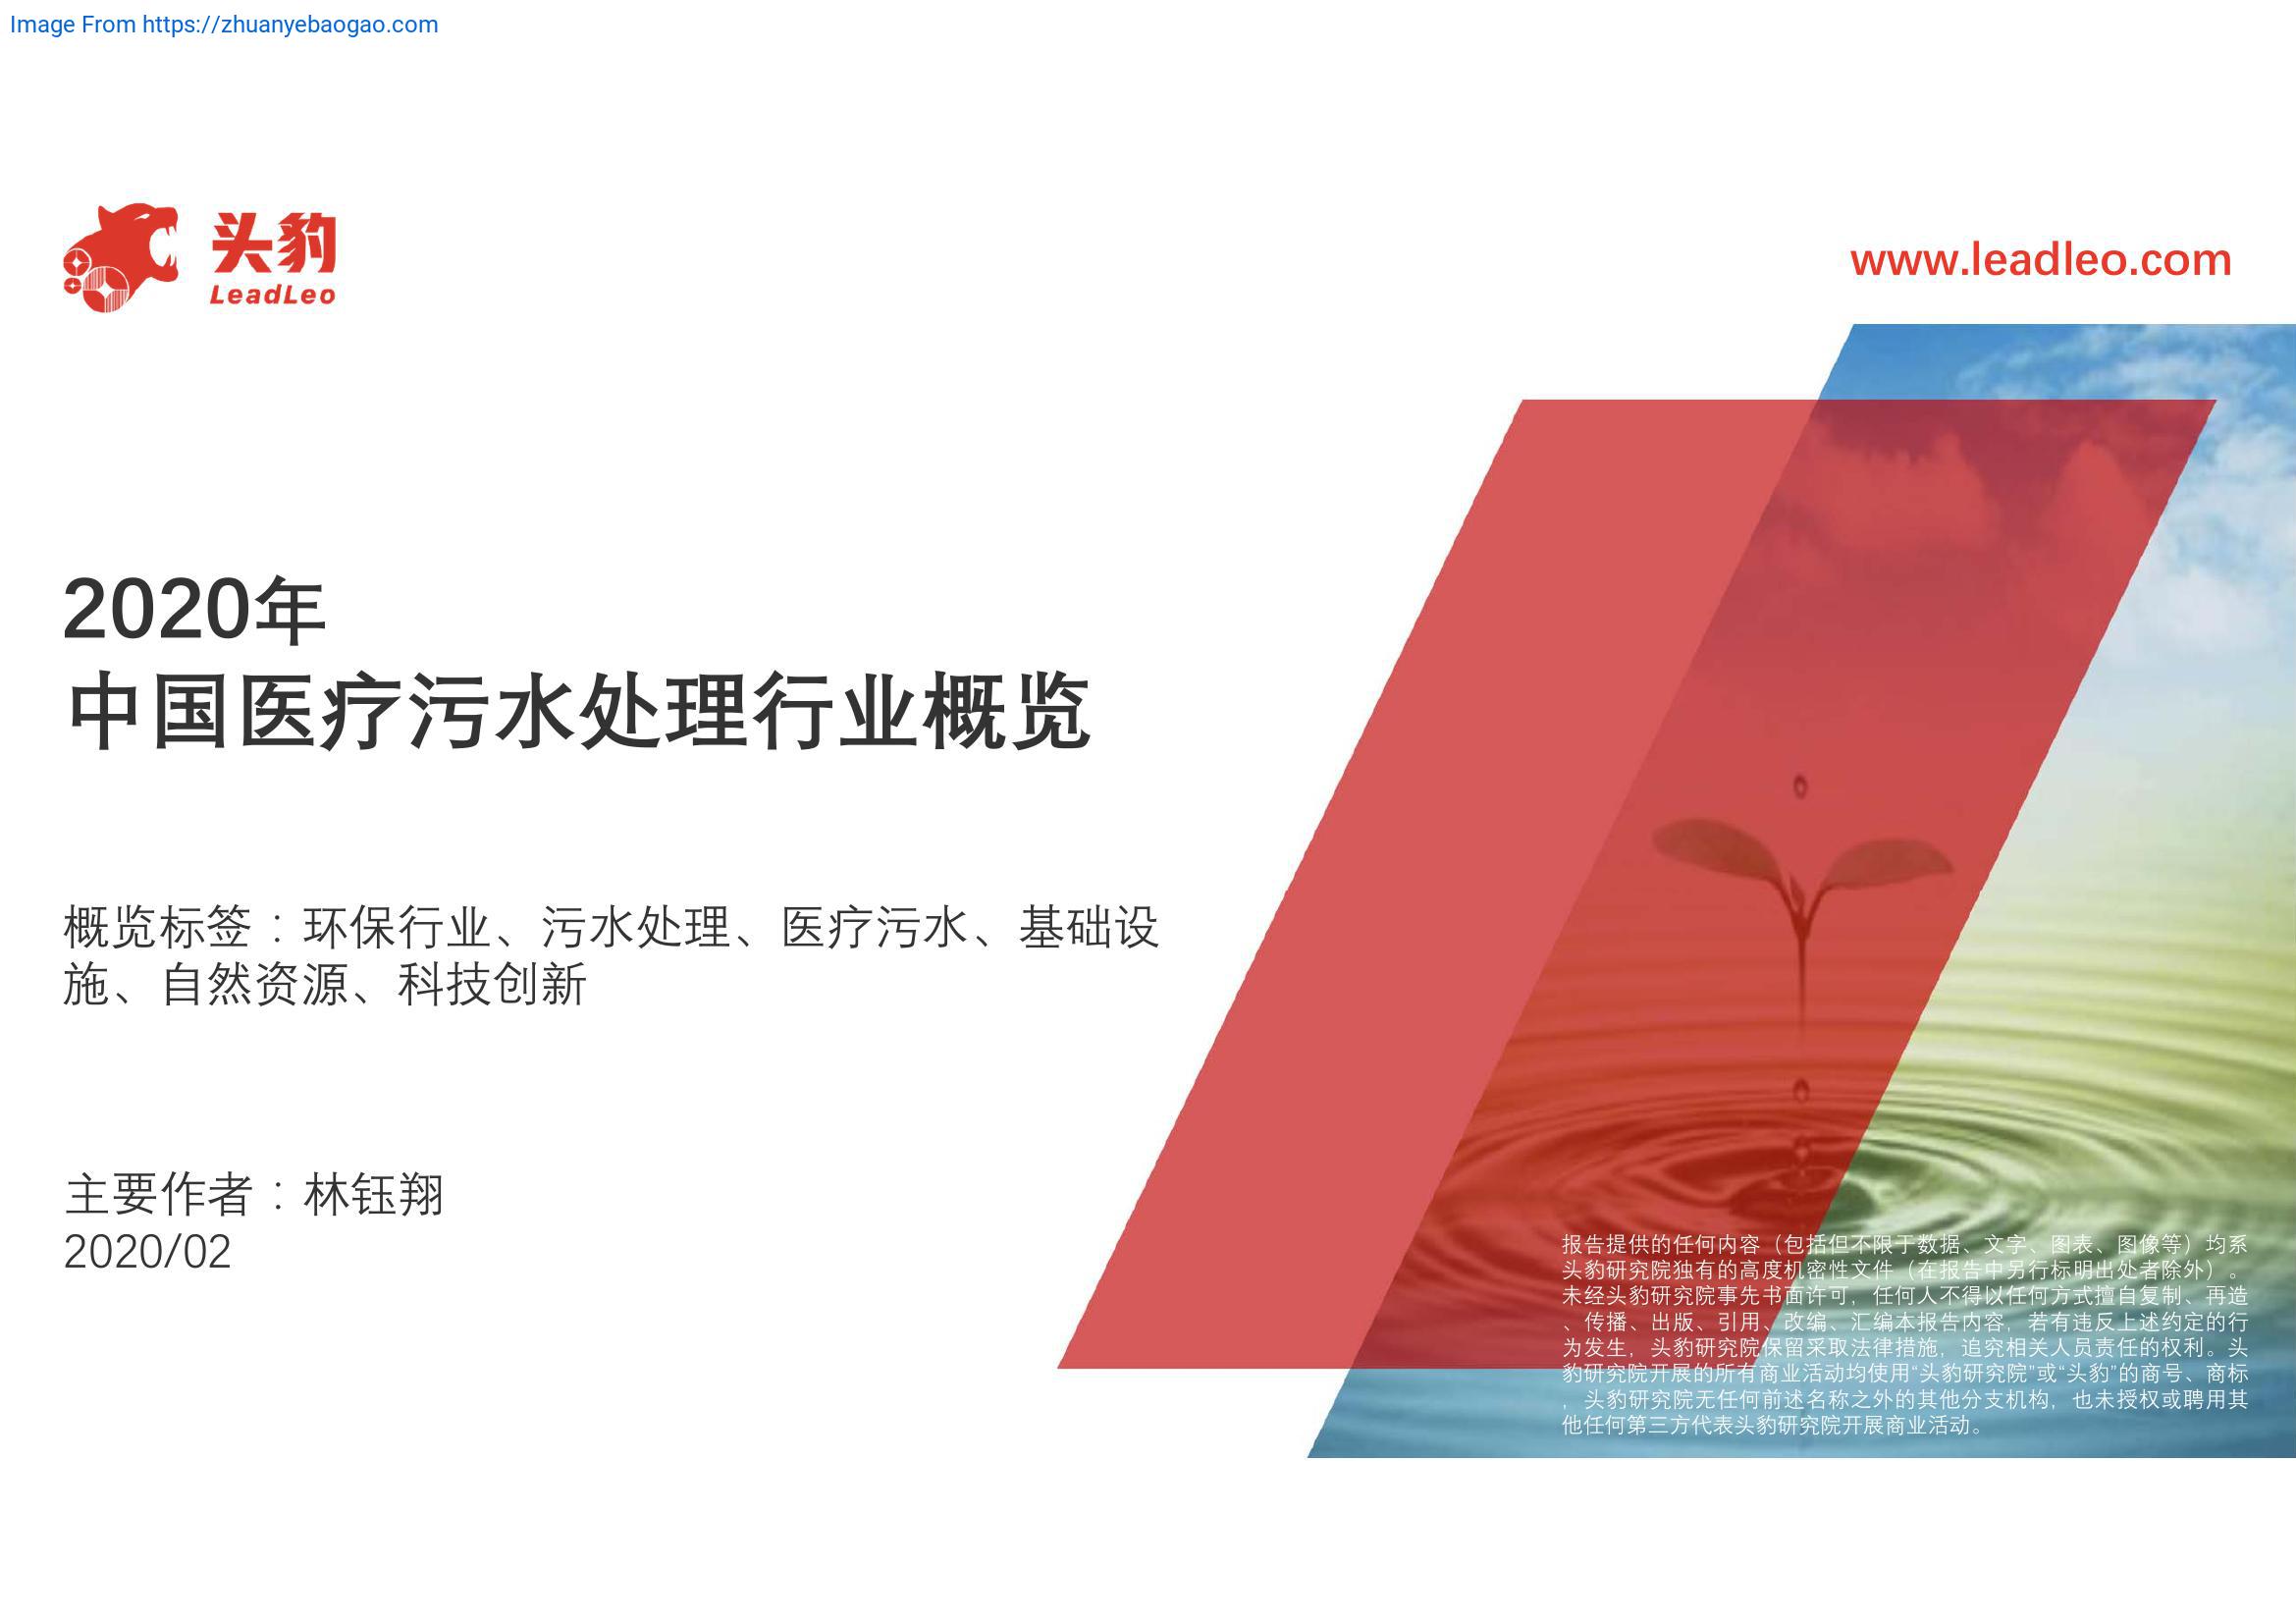 Image From https://zhuanyebaogao.com
头豹
LeadLeo
www.leadleo.com
2020年
中国医疗污水处理行业概览
概览标签：环保行业、污水处理、医疗污水、基础设
施、自然资源、科技创新
主要作者：林钰翔
2020/02
报告提供的任何内容（包括但不限于数据、文字、图表、图像等）均系
头豹研究院独有的高度机密性文件（在报告中另行标明出处者除外）。
未经头豹研究院事先书面许可，任何人不得以任何方式擅自复制、再造
、传播、出版、引用、改编、汇编本报告内容，若有违反上述约定的行
为发生，头豹研究院保留采取法律措施，追究相关人员责任的权利。头
豹研究院开展的所有商业活动均使用“头豹研究院”或“头豹”的商号、商标
，头豹研究院无任何前述名称之外的其他分支机构，也未授权或聘用其
他任何第三方代表头豹研究院开展商业活动。